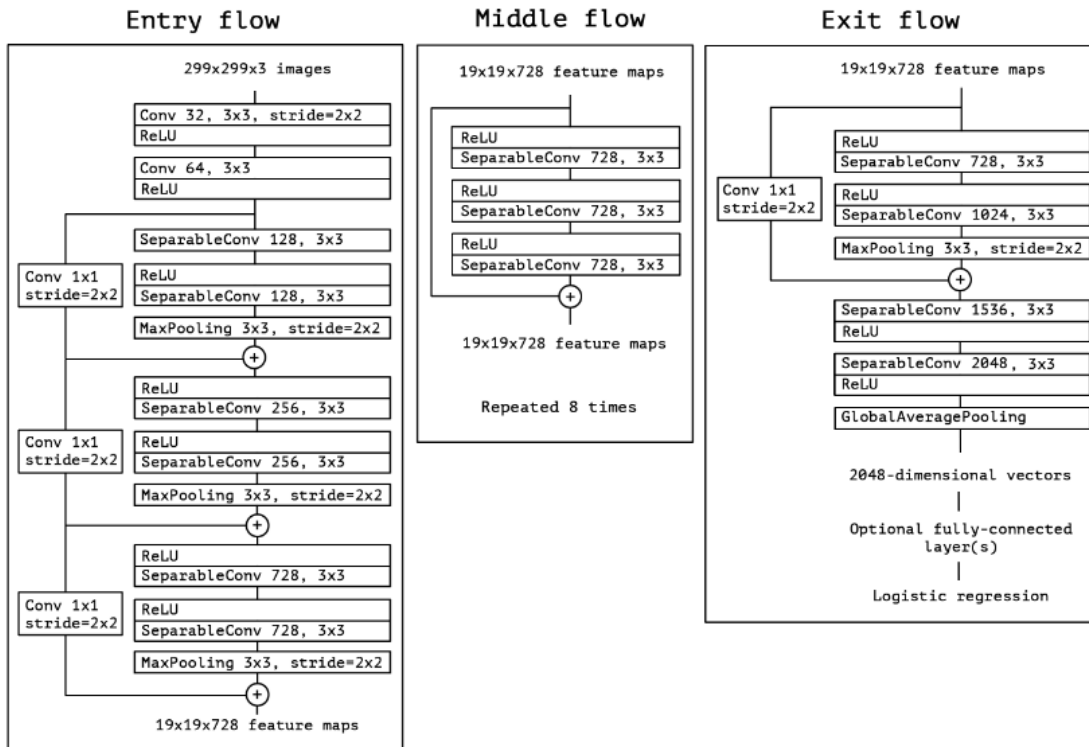 Entry flow
299x299x3 images
Conv 32, 3x3, stride=2x2
ReLU
Conv 64, 3x3
ReLU
SeparableConv 128, 3x3
Conv 1x1
stride=2x2
ReLU
SeparableConv 128, 3x3
MaxPooling 3x3, stride=2x2
+
ReLU
SeparableConv 256, 3x3
Conv 1x1
stride=2x2
ReLU
SeparableConv 256, 3x3
MaxPooling 3x3, stride=2x2
+
ReLU
SeparableConv 728, 3x3
Conv 1x1
stride=2x2
ReLU
SeparableConv 728, 3x3
MaxPooling 3x3, stride=2x2
+
19x19x728 feature maps
Middle flow
19x19x728 feature maps
ReLU
SeparableConv 728, 3x3
ReLU
SeparableConv 728, 3x3
ReLU
SeparableConv 728, 3x3
+
19x19x728 feature maps
Repeated 8 times
Exit flow
19x19x728 feature maps
ReLU
SeparableConv 728, 3x3
Conv 1x1
stride=2x2
ReLU
SeparableConv 1024, 3x3
MaxPooling 3x3, stride=2x2
+
SeparableConv 1536, 3x3
ReLU
SeparableConv 2048, 3x3
ReLU
GlobalAveragePooling
2048-dimensional vectors
Optional fully-connected
layer(s)
Logistic regression